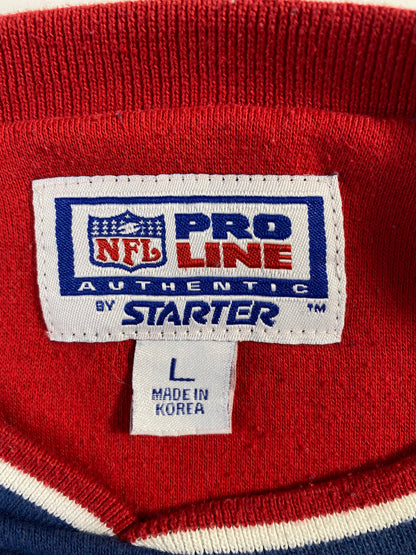 NFL PRO
LINE
AUTHENTIC
BY STARTER ™
L
MADE IN
KOREA